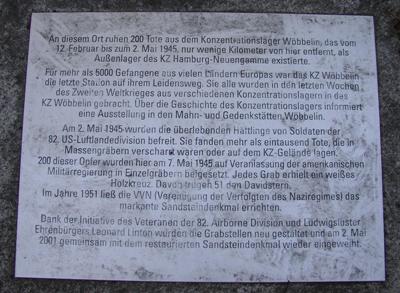 An diesem Ort ruhen 200 Tote aus dem Konzentrationslager Wöbbelin, das vom
12. Februar bis zum 2. Mai 1945, nur wenige Kilometer von hier entfernt, als
Außenlager des KZ Hamburg-Neuengamme existierte.
Für mehr als 5000 Gefangene aus vielen Ländern Europas war das KZ Wöbbelin
die letzte Station auf ihrem Leidensweg. Sie alle wurden in den letzten Wochen
des Zweiten Weltkrieges aus verschiedenen Konzentrationslagern in das
KZ Wöbbelin gebracht. Über die Geschichte des Konzentrationslagers informiert
eine Ausstellung in den Mahn- und Gedenkstätten Wöbbelin.
Am 2. Mai 1945 wurden die überlebenden Häftlinge von Soldaten der
82. US-Luftlandedivision befreit. Sie fanden mehr als eintausend Tote, die in
Massengräbern verscharrt waren oder auf dem KZ-Gelände lagen.
200 dieser Opfer wurden hier am 7. Mai 1945 auf Veranlassung der amerikanischen
Militärregierung in Einzelgräbern beigesetzt. Jedes Grab erhielt ein weißes
Holzkreuz. Davon trugen 51 den Davidstern.
Im Jahre 1951 ließ die VVN (Vereinigung der Verfolgten des Naziregimes) das
markante Sandsteindenkmal errichten.
Dank der Initiative des Veteranen der 82. Airborne Division und Ludwigsluster
Ehrenbürgers Leonard Linton wurden die Grabstellen neu gestaltet und am 2. Mai
2001 gemeinsam mit dem restaurierten Sandsteindenkmal wieder eingeweiht.